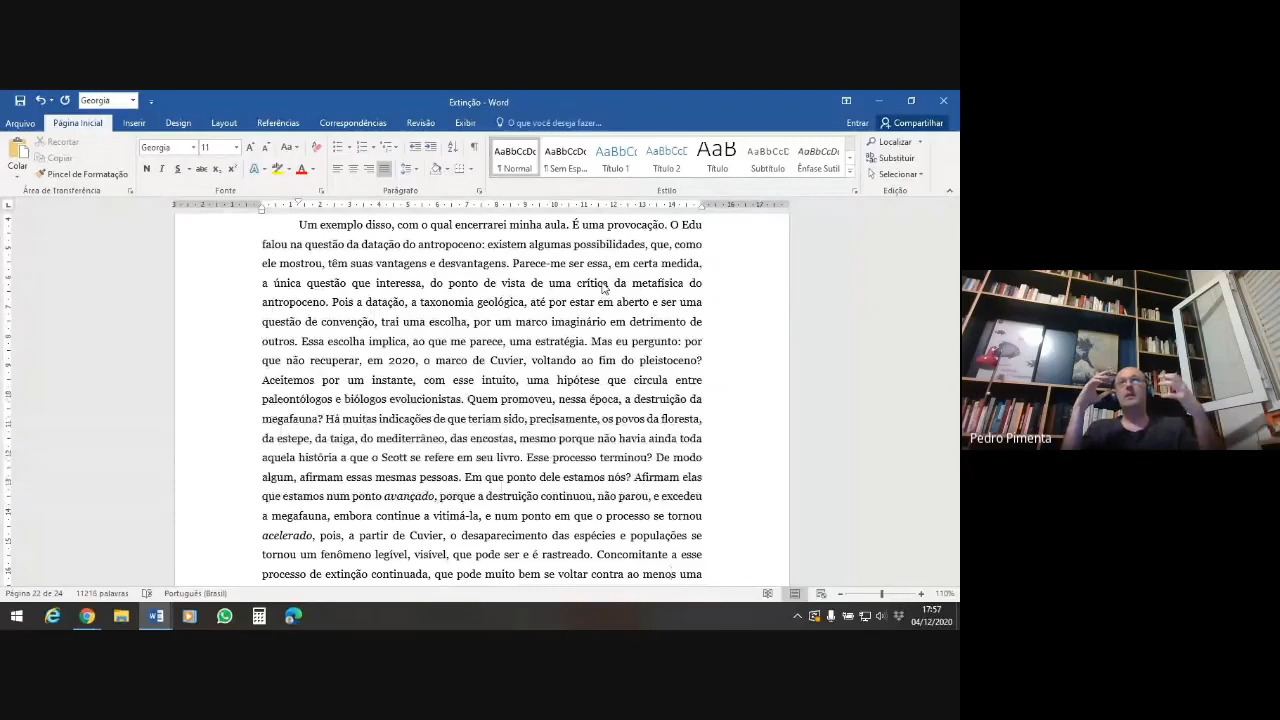 Georgia
Extinção - Word
Arquivo Página Inicial Inserir Design Layout Referências Correspondências Revisão Exibir O que você deseja fazer... Entrar Compartilhar
Colar
Recortar
Copiar
Pincel de Formatação
Área de Transferência
Georgia 11
N I S abc x₂ x²
Fonte
Parágrafo
AaBbCcDc AaBbCcDc AaBbCc AaBbCcD AaB AaBbCcD AaBbCcDc
¶ Normal ¶ Sem Esp... Título 1 Título 2 Título Subtítulo Ênfase Sutil
Estilo
Localizar
Substituir
Selecionar
Edição
Um exemplo disso, com o qual encerrarei minha aula. É uma provocação. O Edu
falou na questão da datação do antropoceno: existem algumas possibilidades, que, como
ele mostrou, têm suas vantagens e desvantagens. Parece-me ser essa, em certa medida,
a única questão que interessa, do ponto de vista de uma crítica da metafísica do
antropoceno. Pois a datação, a taxonomia geológica, até por estar em aberto e ser uma
questão de convenção, trai uma escolha, por um marco imaginário em detrimento de
outros. Essa escolha implica, ao que me parece, uma estratégia. Mas eu pergunto: por
que não recuperar, em 2020, o marco de Cuvier, voltando ao fim do pleistoceno?
Aceitemos por um instante, com esse intuito, uma hipótese que circula entre
paleontólogos e biólogos evolucionistas. Quem promoveu, nessa época, a destruição da
megafauna? Há muitas indicações de que teriam sido, precisamente, os povos da floresta,
da estepe, da taiga, do mediterrâneo, das encostas, mesmo porque não havia ainda toda
aquela história a que o Scott se refere em seu livro. Esse processo terminou? De modo
algum, afirmam essas mesmas pessoas. Em que ponto dele estamos nós? Afirmam elas
que estamos num ponto avançado, porque a destruição continuou, não parou, e excedeu
a megafauna, embora continue a vitimá-la, e num ponto em que o processo se tornou
acelerado, pois, a partir de Cuvier, o desaparecimento das espécies e populações se
tornou um fenômeno legível, visível, que pode ser e é rastreado. Concomitante a esse
processo de extinção continuada, que pode muito bem se voltar contra ao menos uma
Página 22 de 24 11216 palavras Português (Brasil) 110%
17:57
04/12/2020
Pedro Pimenta